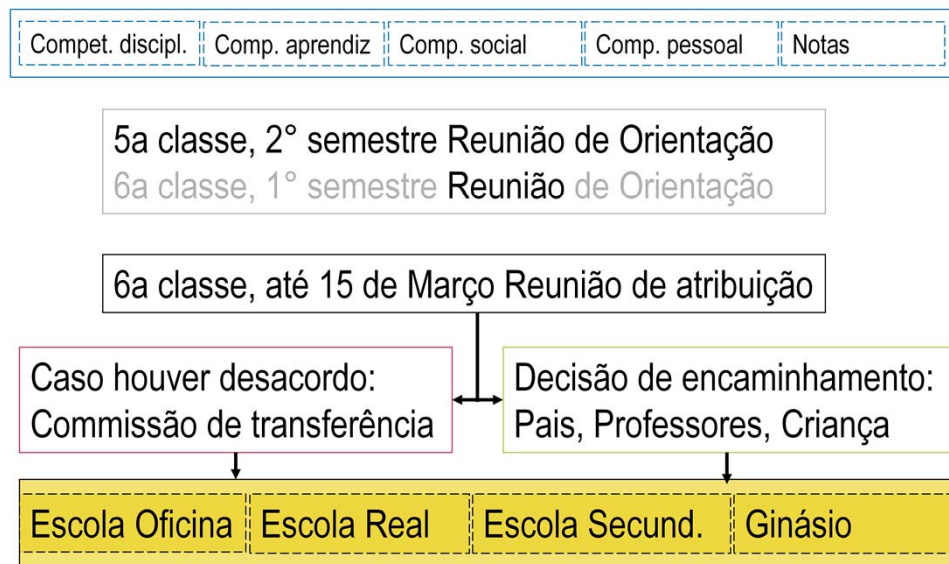 Compet. discipl. Comp. aprendiz Comp. social Comp. pessoal Notas
5a classe, 2° semestre Reunião de Orientação
6a classe, 1° semestre Reunião de Orientação
6a classe, até 15 de Março Reunião de atribuição
Caso houver desacordo:
Commissão de transferência
Decisão de encaminhamento:
Pais, Professores, Criança
Escola Oficina Escola Real Escola Secund. Ginásio